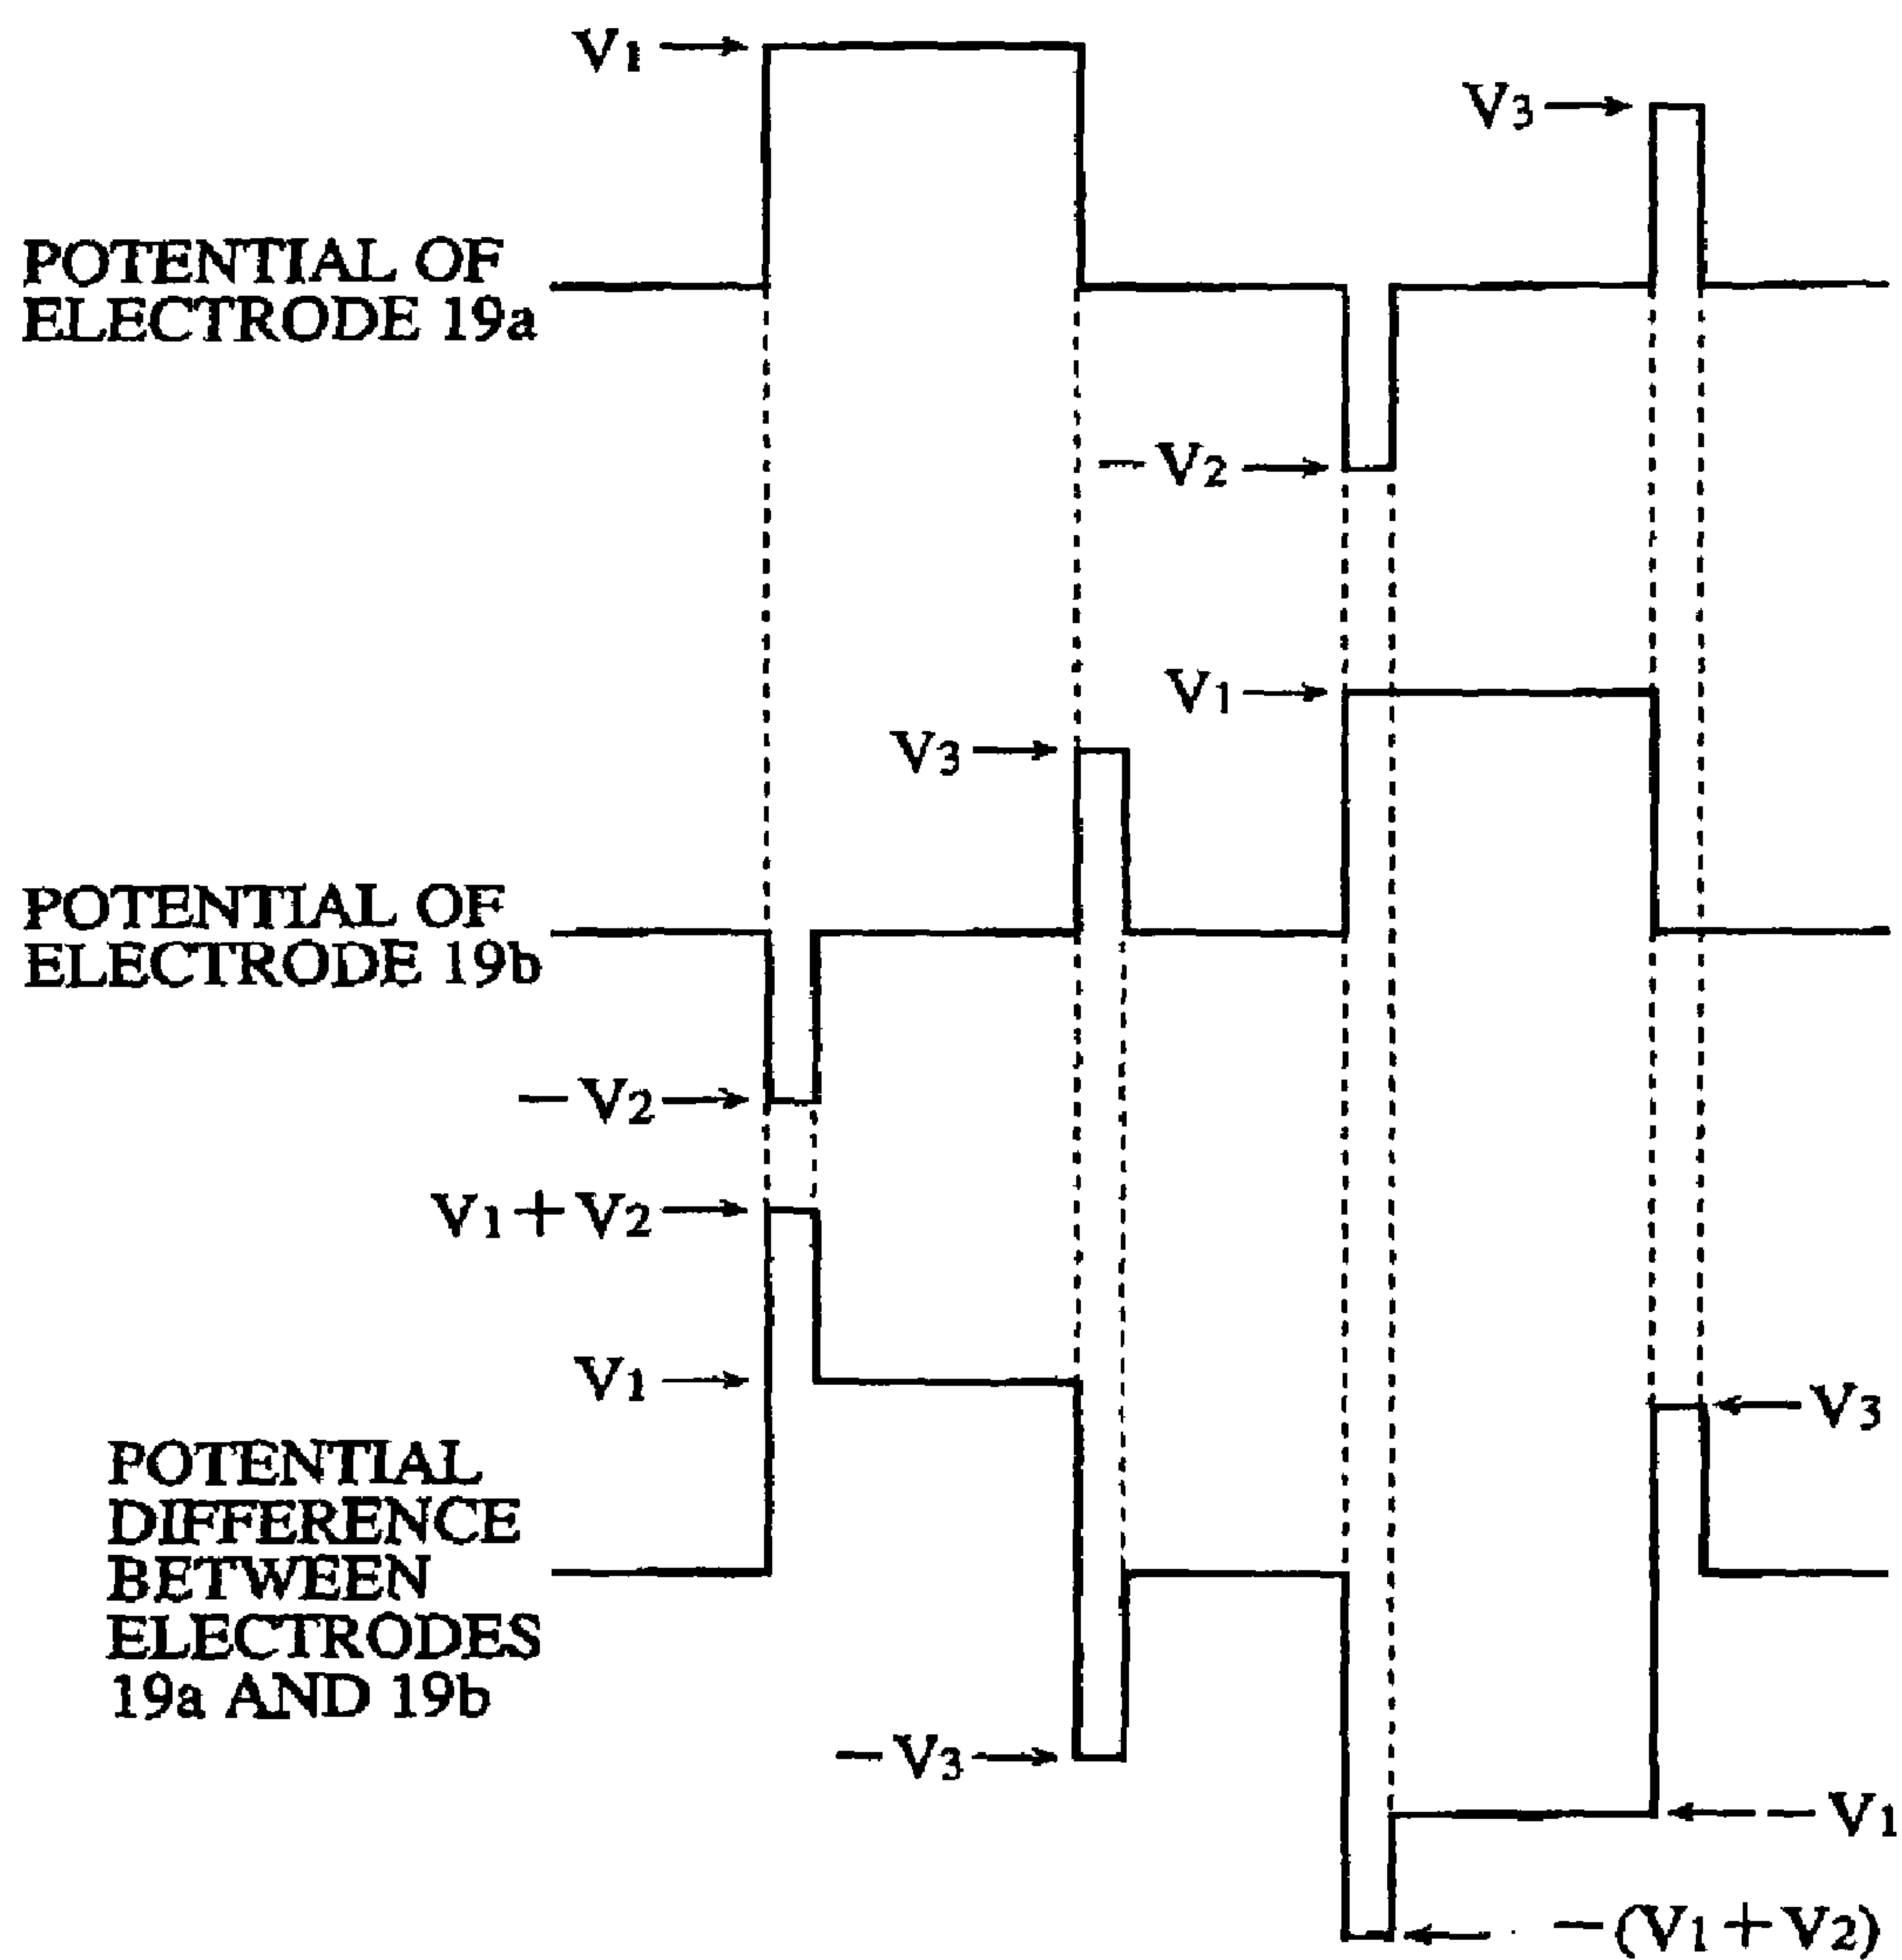 V1
V3
POTENTIAL OF
ELECTRODE 19a
－V2
V1
V3
POTENTIAL OF
ELECTRODE 19b
－V2
V1＋V2
V1
V3
POTENTIAL
DIFFERENCE
BETWEEN
ELECTRODES
19a AND 19b
－V3
－V1
－(V1＋V2)